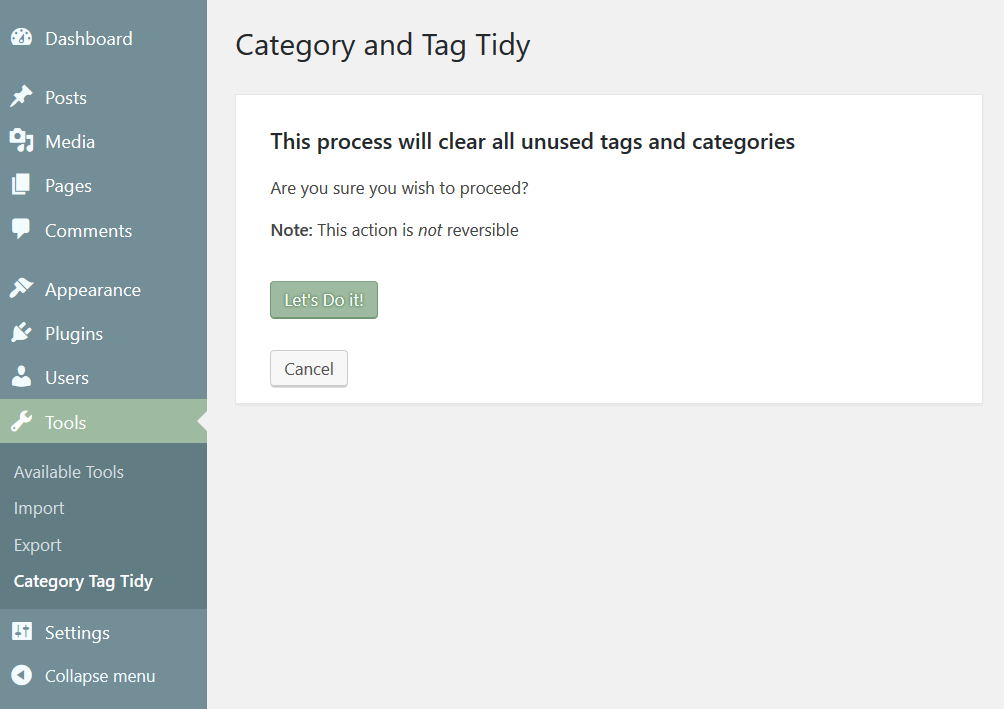 Dashboard
Posts
Media
Pages
Comments
Appearance
Plugins
Users
Tools
Available Tools
Import
Export
Category Tag Tidy
Settings
Collapse menu
Category and Tag Tidy
This process will clear all unused tags and categories
Are you sure you wish to proceed?
Note: This action is not reversible
Let's Do it!
Cancel